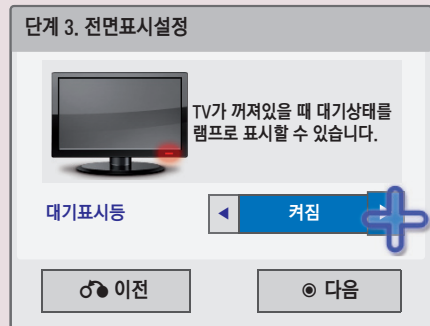 단계 3. 전면표시설정
TV가 꺼져있을 때 대기상태를
램프로 표시할 수 있습니다.
대기표시등
◀ 켜짐 ▶
이전
◉ 다음